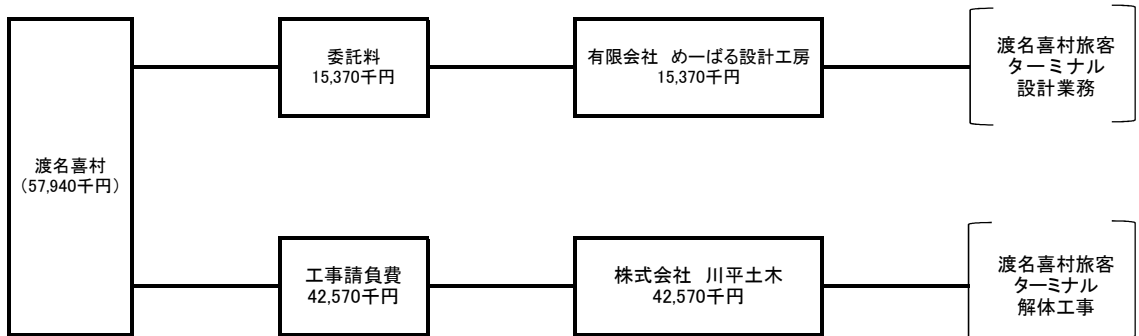 渡名喜村
（57,940千円）
委託料
15,370千円
有限会社　めーばる設計工房
15,370千円
渡名喜村旅客
ターミナル
設計業務
工事請負費
42,570千円
株式会社　川平土木
42,570千円
渡名喜村旅客
ターミナル
解体工事